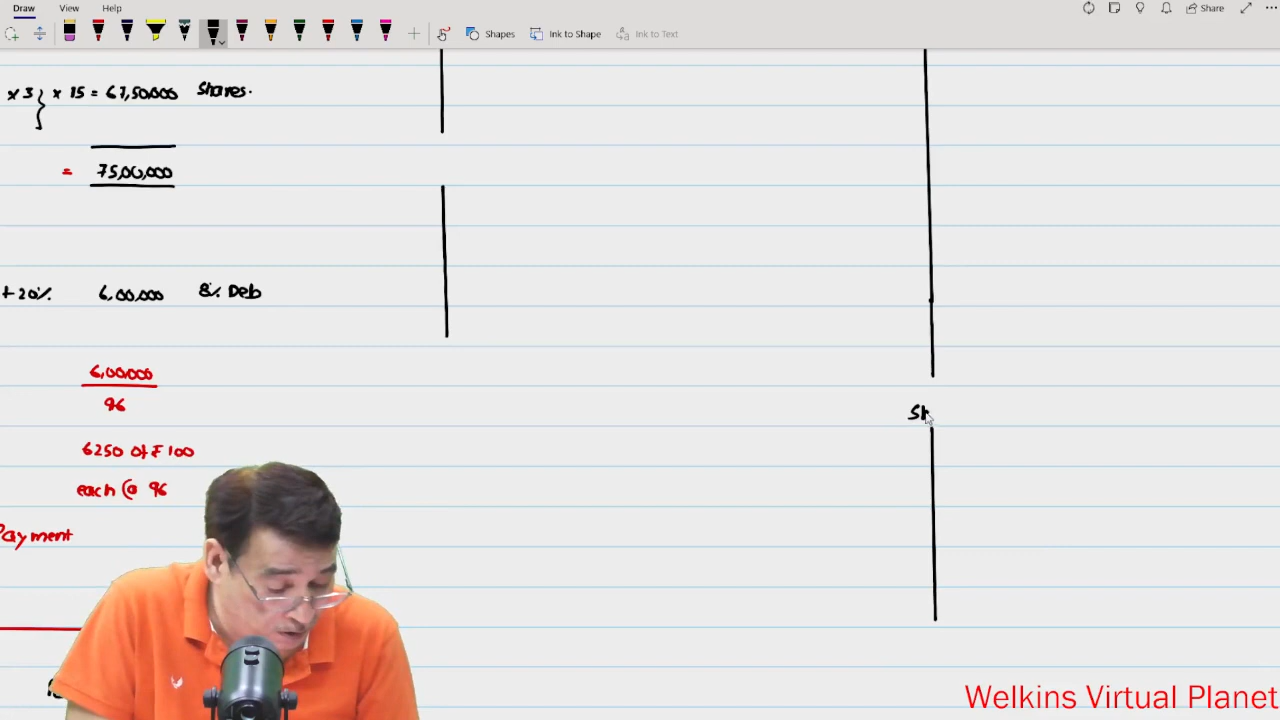 Draw View Help
Share
Shapes Ink to Shape Ink to Text
x 3 } x 15 = 67,50,000 Shares.
= 75,00,000
+ 20% 6,00,000 8% Deb
6,00,000
96
6250 of ₹ 100
each @ 96
Payment
Sh
Welkins Virtual Planet